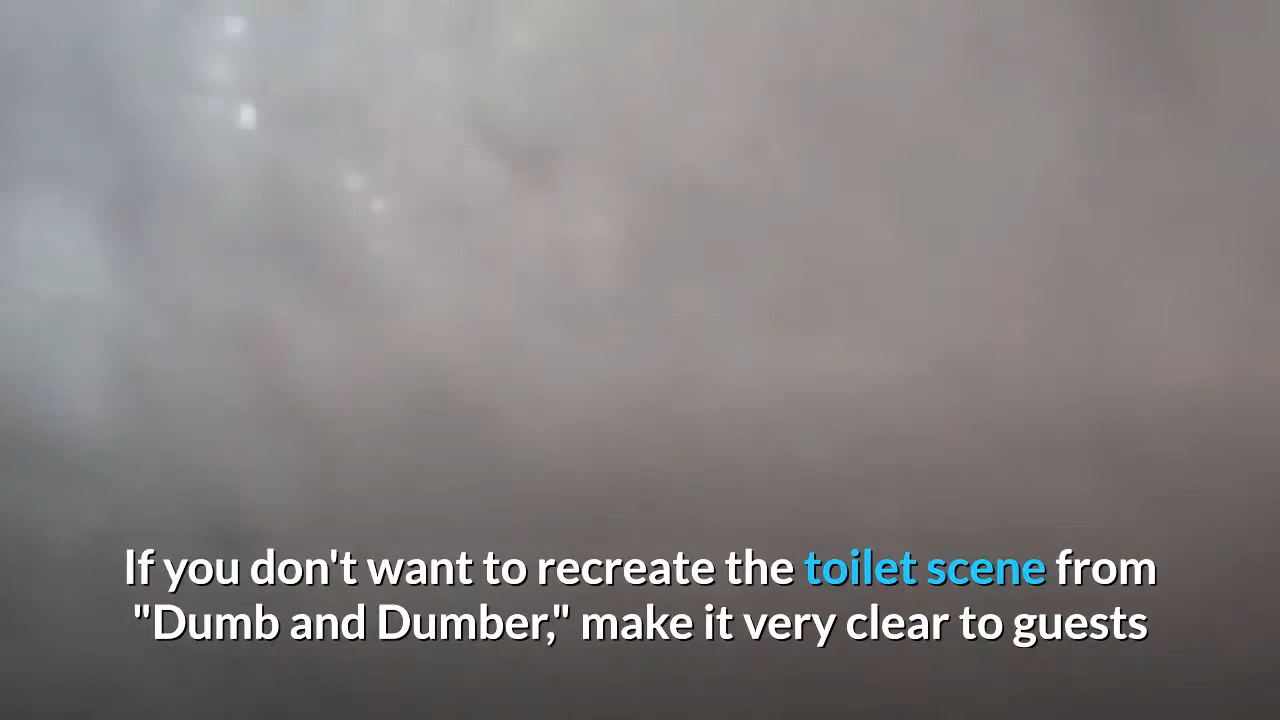 If you don't want to recreate the toilet scene from
"Dumb and Dumber," make it very clear to guests